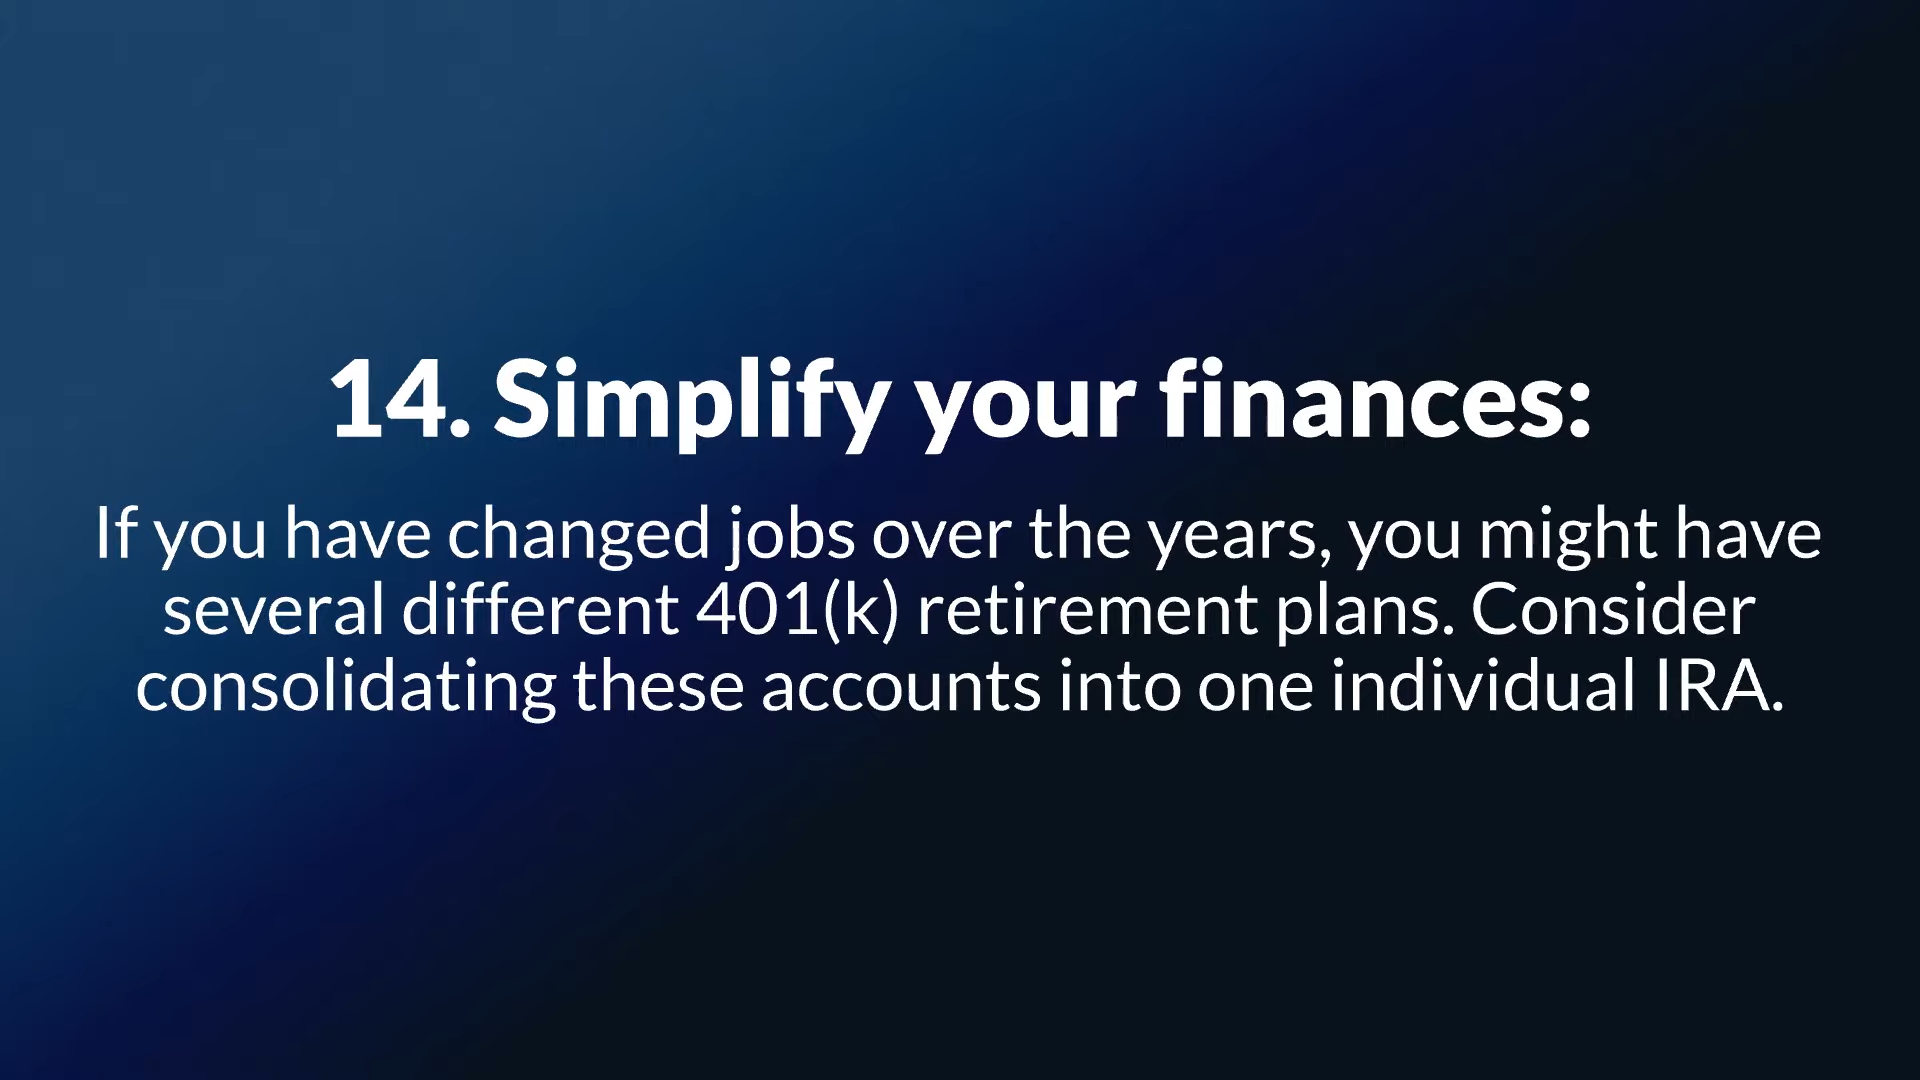 14. Simplify your finances:
If you have changed jobs over the years, you might have
several different 401(k) retirement plans. Consider
consolidating these accounts into one individual IRA.